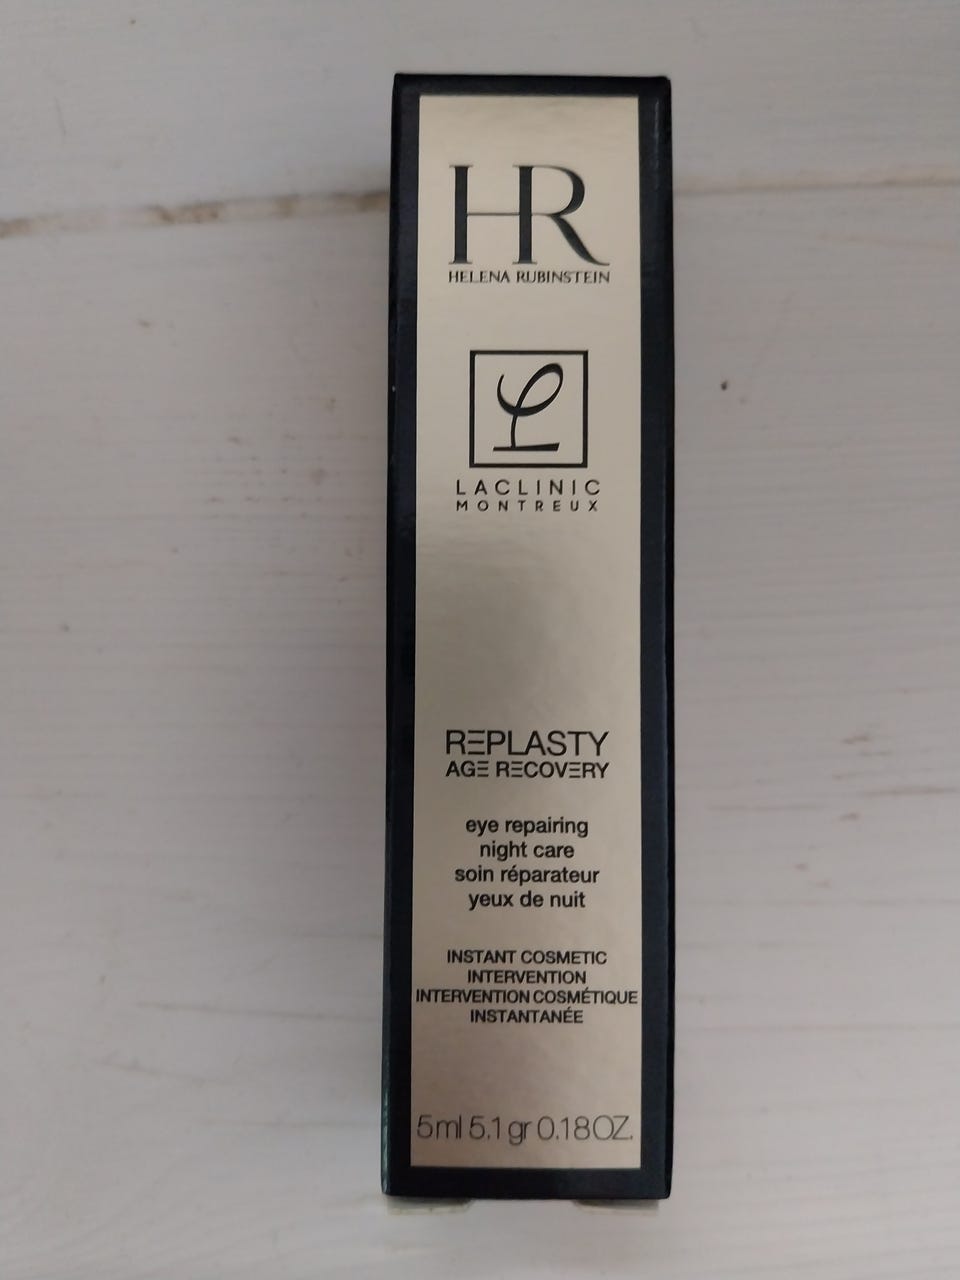 HR
HELENA RUBINSTEIN
LACLINIC
MONTREUX
REPLASTY
AGE RECOVERY
eye repairing
night care
soin réparateur
yeux de nuit
INSTANT COSMETIC
INTERVENTION
INTERVENTION COSMÉTIQUE
INSTANTANÉE
5ml 5.1gr 0.18OZ.